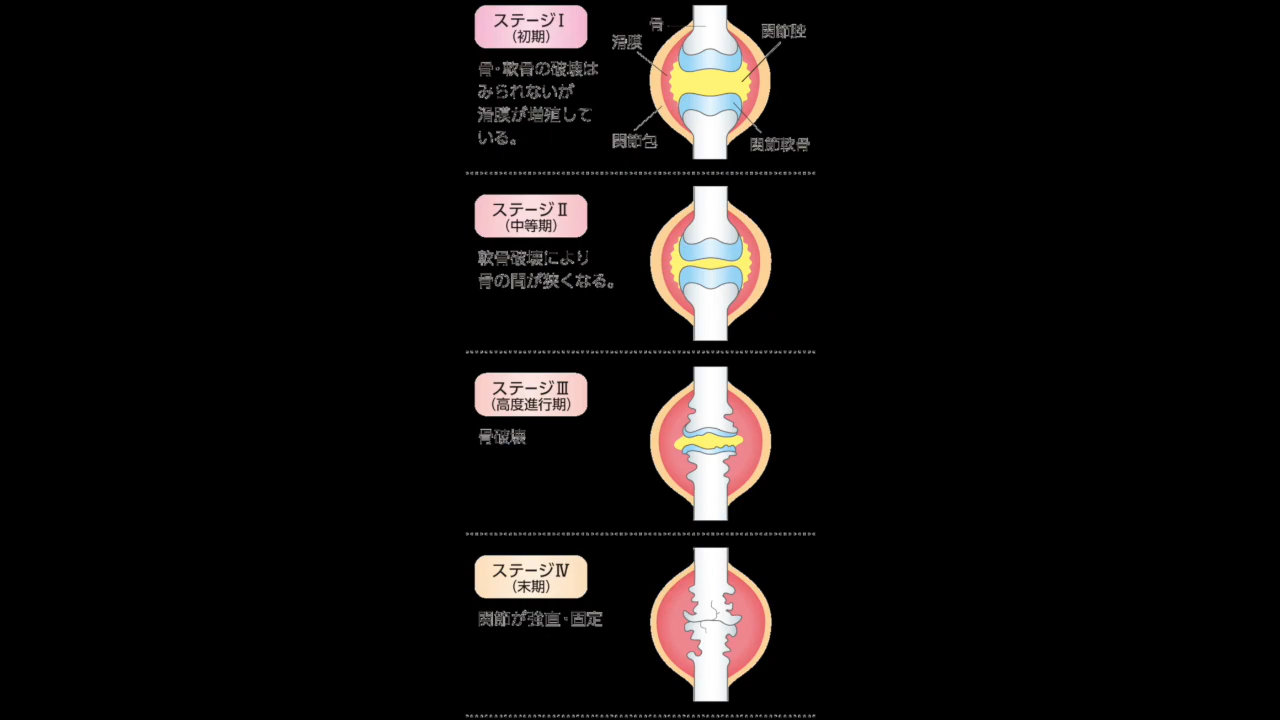 ステージⅠ
(初期)
骨・軟骨の破壊は
みられないが
滑膜が増殖して
いる。
骨
滑膜
関節腔
関節包
関節軟骨
ステージⅡ
(中等期)
軟骨破壊により
骨の間が狭くなる。
ステージⅢ
(高度進行期)
骨破壊
ステージⅣ
(末期)
関節が強直・固定